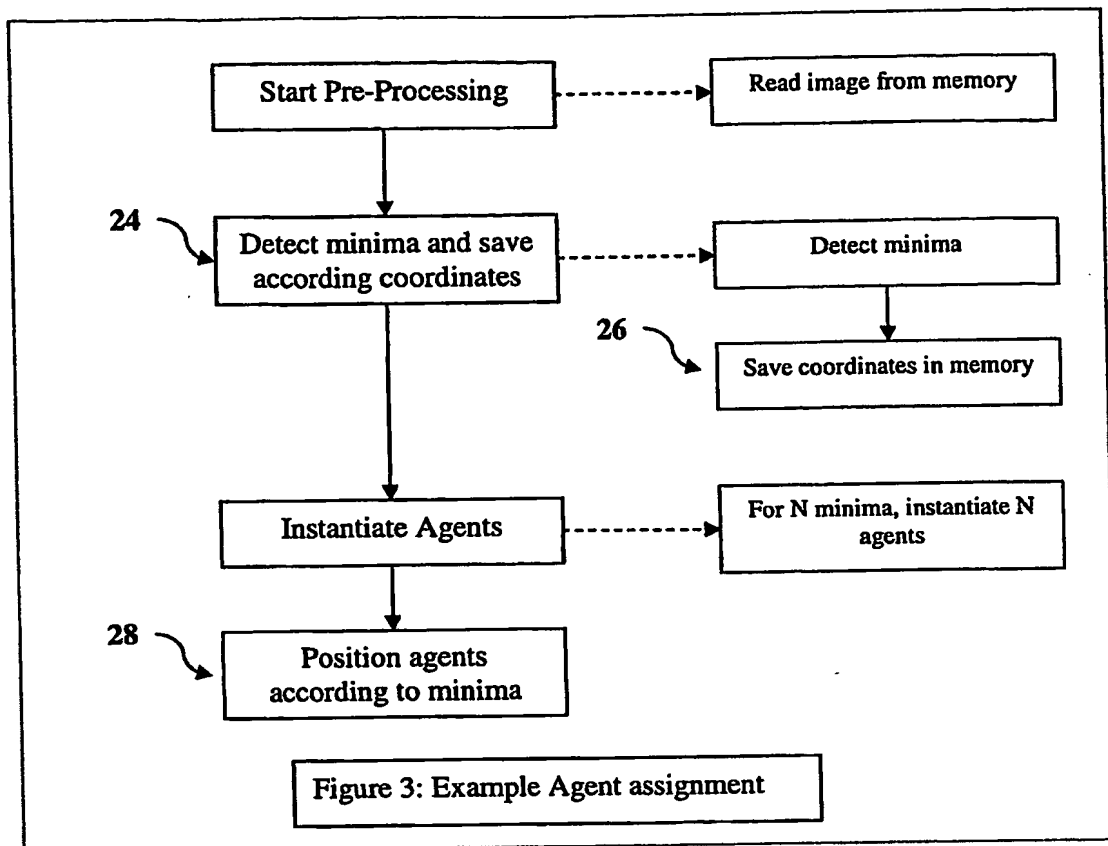 Start Pre-Processing
Read image from memory
24
Detect minima and save
according coordinates
Detect minima
26
Save coordinates in memory
Instantiate Agents
For N minima, instantiate N
agents
28
Position agents
according to minima
Figure 3: Example Agent assignment